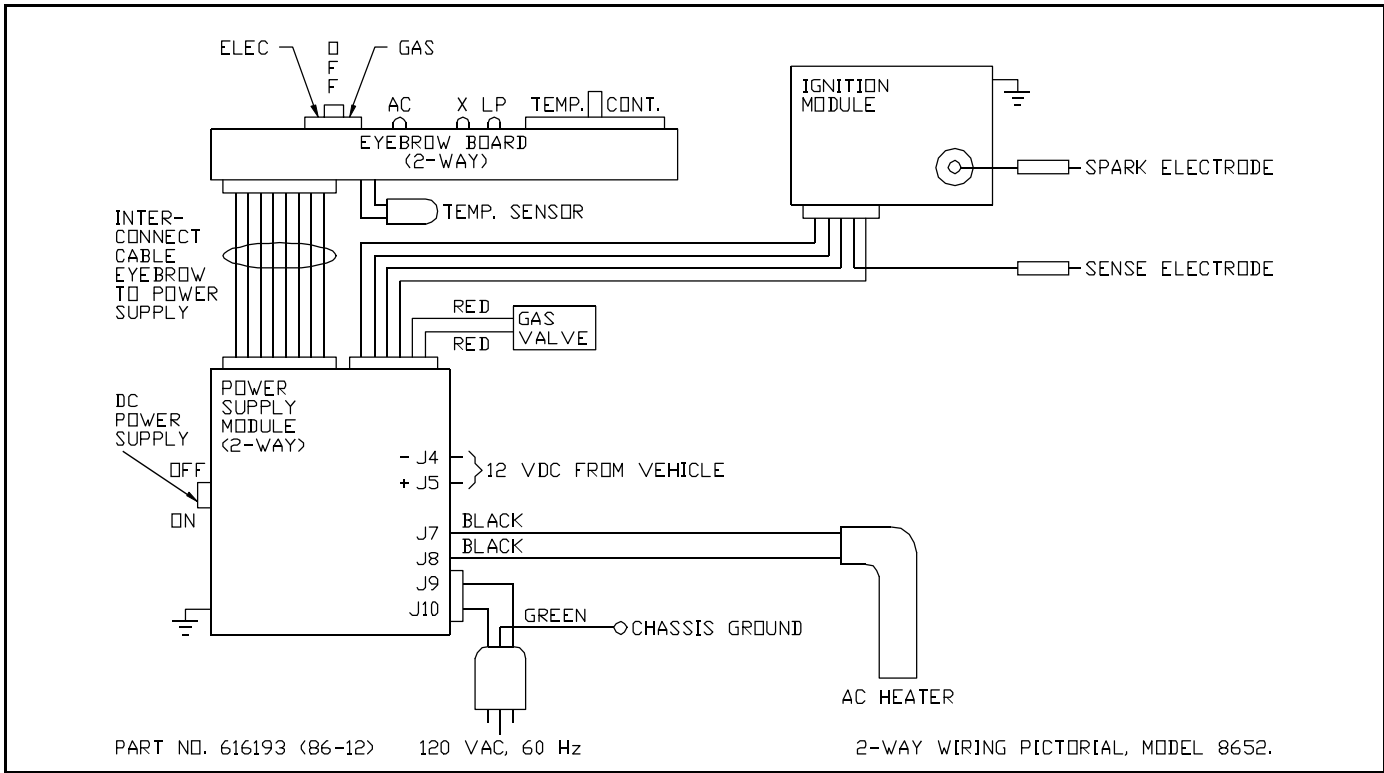 ELEC
OFF
GAS
AC
X
LP
TEMP. CONT.
EYEBROW BOARD
(2-WAY)
IGNITION
MODULE
SPARK ELECTRODE
INTER-
CONNECT
CABLE
EYEBROW
TO POWER
SUPPLY
TEMP. SENSOR
SENSE ELECTRODE
RED
GAS
VALVE
RED
POWER
SUPPLY
MODULE
(2-WAY)
DC
POWER
SUPPLY
OFF
ON
- J4
+ J5
12 VDC FROM VEHICLE
J7
BLACK
J8
BLACK
J9
J10
GREEN
CHASSIS GROUND
AC HEATER
PART NO. 616193 (86-12)
120 VAC, 60 Hz
2-WAY WIRING PICTORIAL, MODEL 8652.